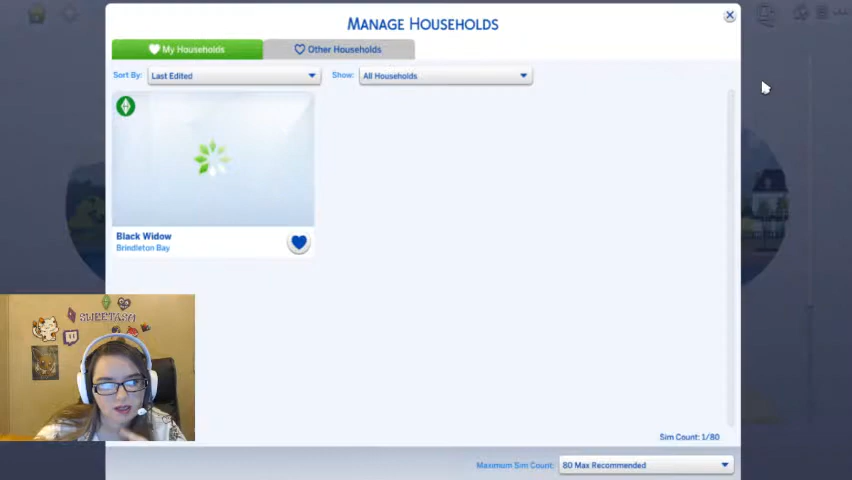 MANAGE HOUSEHOLDS
My Households
Other Households
Sort By: Last Edited
Show: All Households
Black Widow
Brindleton Bay
SWEETASM
Sim Count: 1/80
Maximum Sim Count: 80 Max Recommended